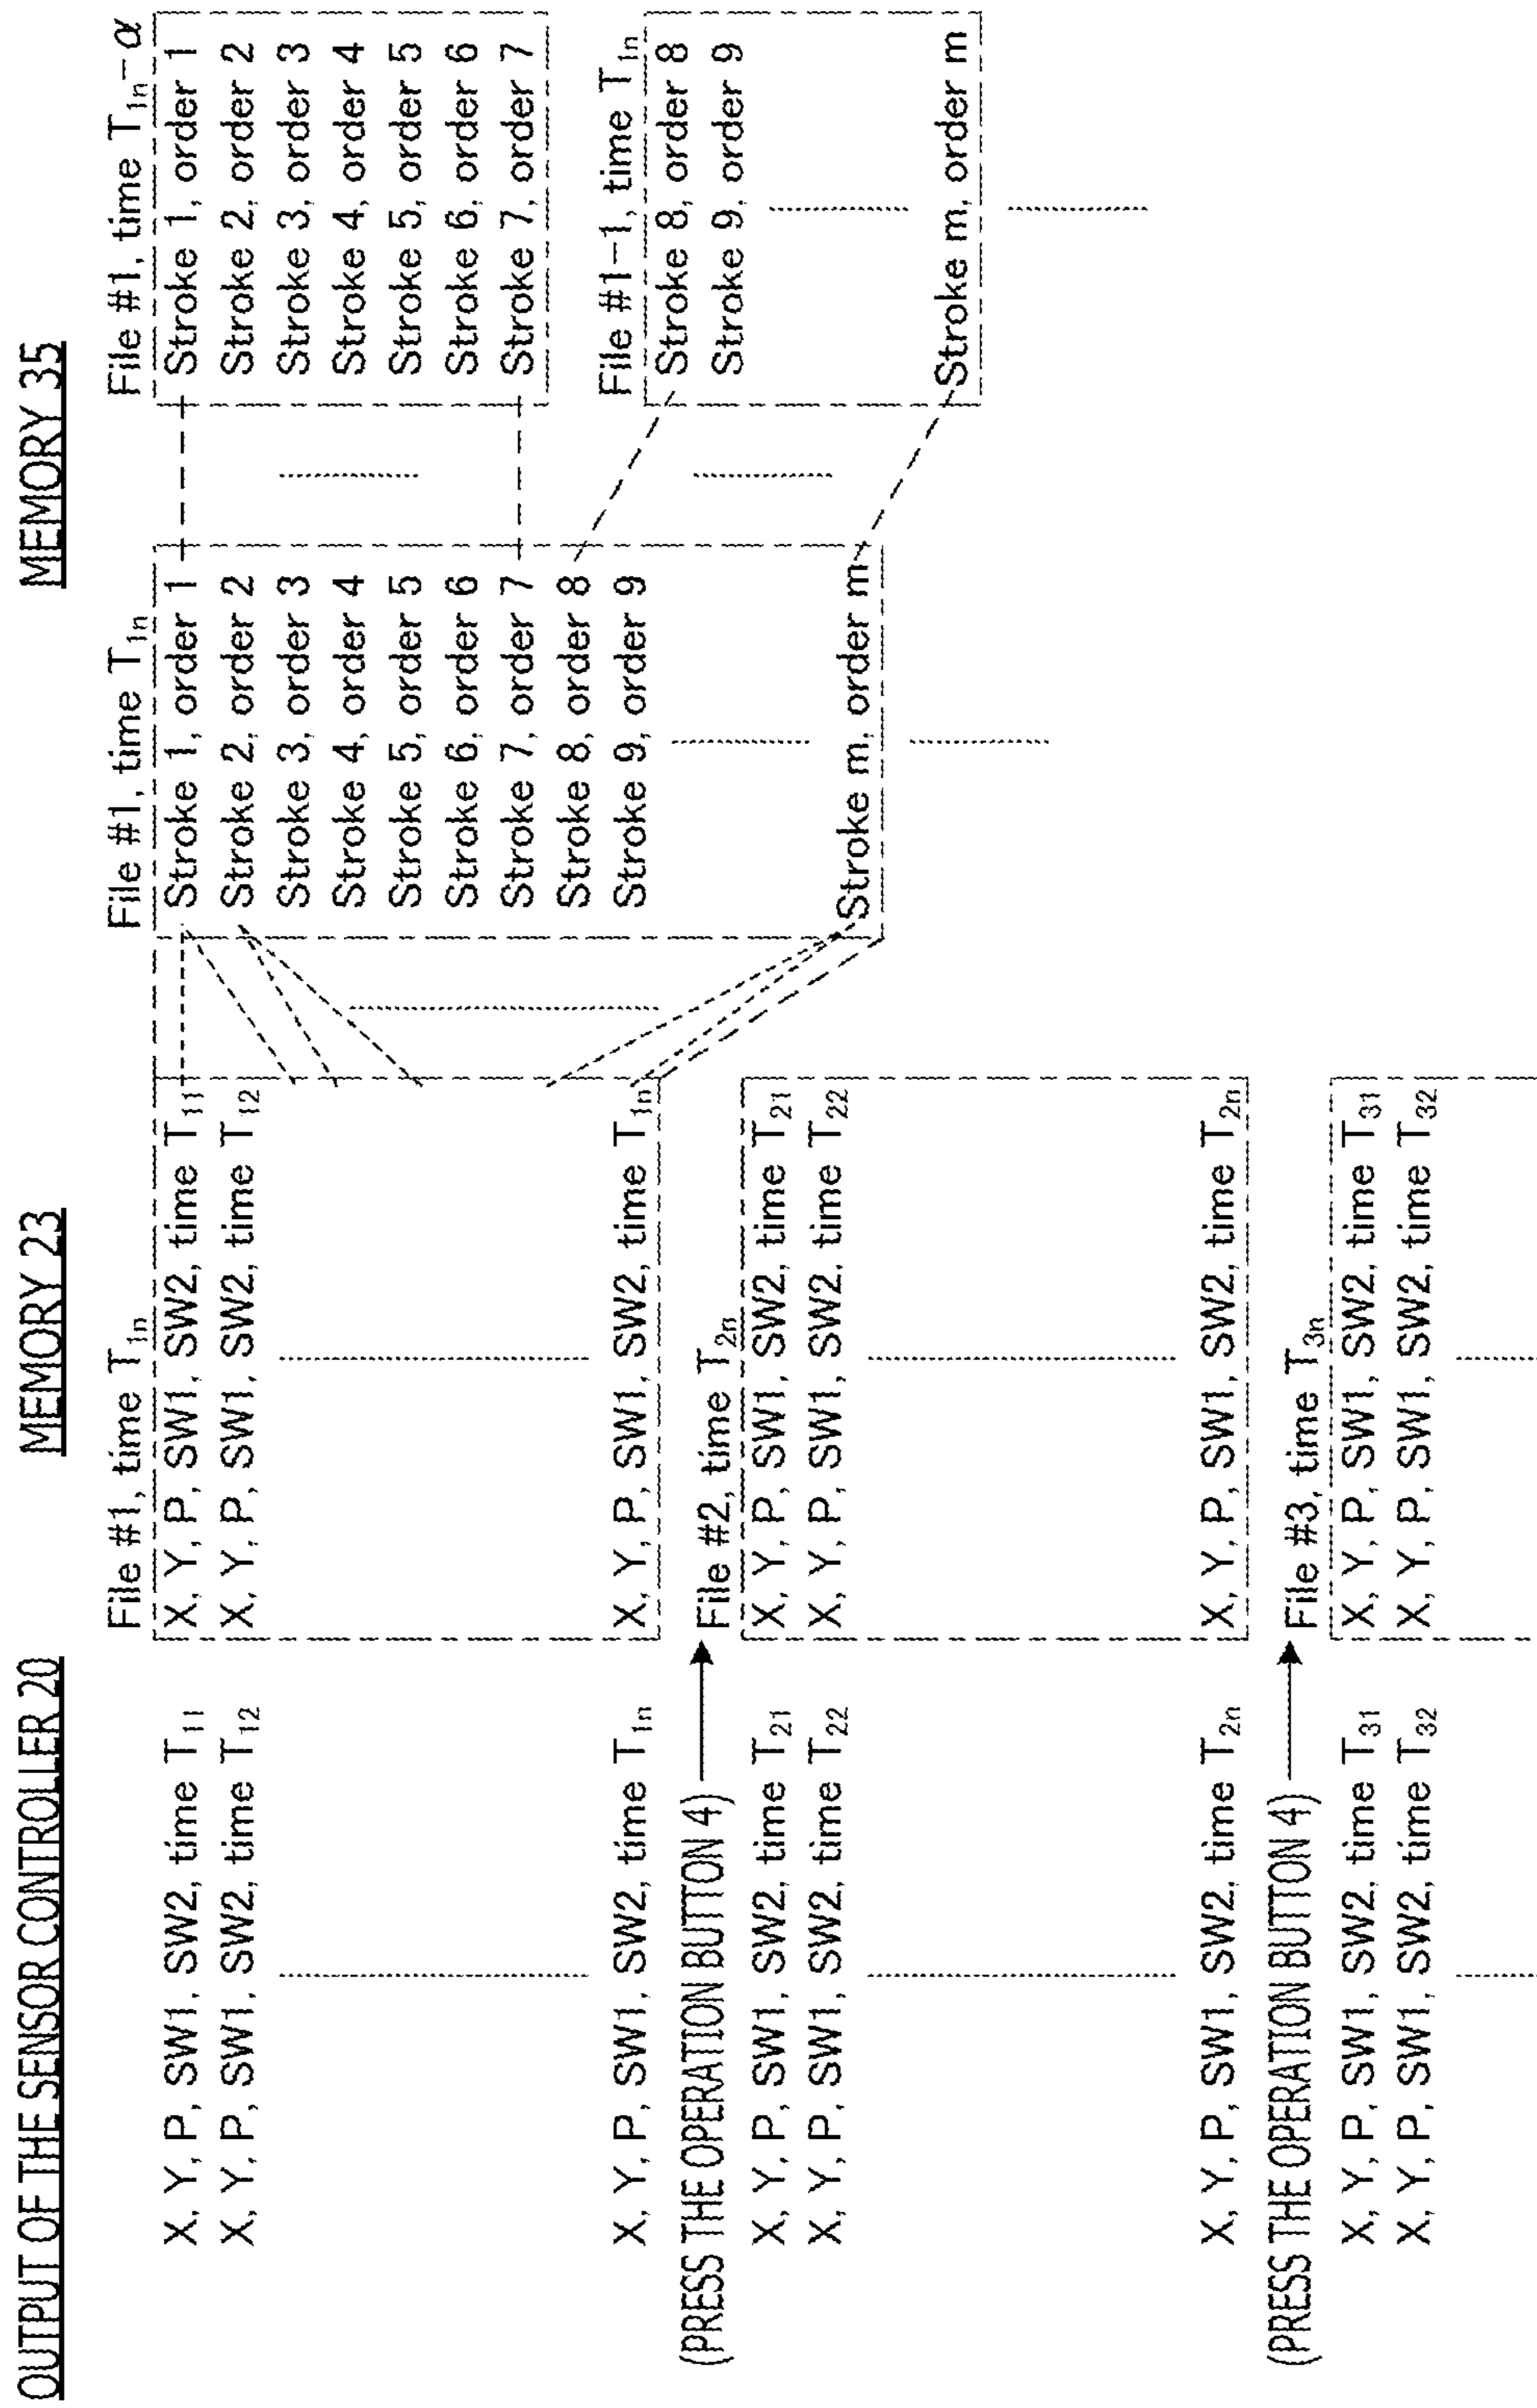 OUTPUT OF THE SENSOR CONTROLLER 20
X, Y, P, SW1, SW2, time T11
X, Y, P, SW1, SW2, time T12
X, Y, P, SW1, SW2, time T1n
(PRESS THE OPERATION BUTTON 4)
X, Y, P, SW1, SW2, time T21
X, Y, P, SW1, SW2, time T22
X, Y, P, SW1, SW2, time T2n
(PRESS THE OPERATION BUTTON 4)
X, Y, P, SW1, SW2, time T31
X, Y, P, SW1, SW2, time T32
MEMORY 23
File #1, time T1n
X, Y, P, SW1, SW2, time T11
X, Y, P, SW1, SW2, time T12
X, Y, P, SW1, SW2, time T1n
File #2, time T2n
X, Y, P, SW1, SW2, time T21
X, Y, P, SW1, SW2, time T22
X, Y, P, SW1, SW2, time T2n
File #3, time T3n
X, Y, P, SW1, SW2, time T31
X, Y, P, SW1, SW2, time T32
MEMORY 35
File #1, time T1n
Stroke 1, order 1
Stroke 2, order 2
Stroke 3, order 3
Stroke 4, order 4
Stroke 5, order 5
Stroke 6, order 6
Stroke 7, order 7
Stroke 8, order 8
Stroke 9, order 9
Stroke m, order m
File #1, time T1n-α
Stroke 1, order 1
Stroke 2, order 2
Stroke 3, order 3
Stroke 4, order 4
Stroke 5, order 5
Stroke 6, order 6
Stroke 7, order 7
File #1-1, time T1n
Stroke 8, order 8
Stroke 9, order 9
Stroke m, order m